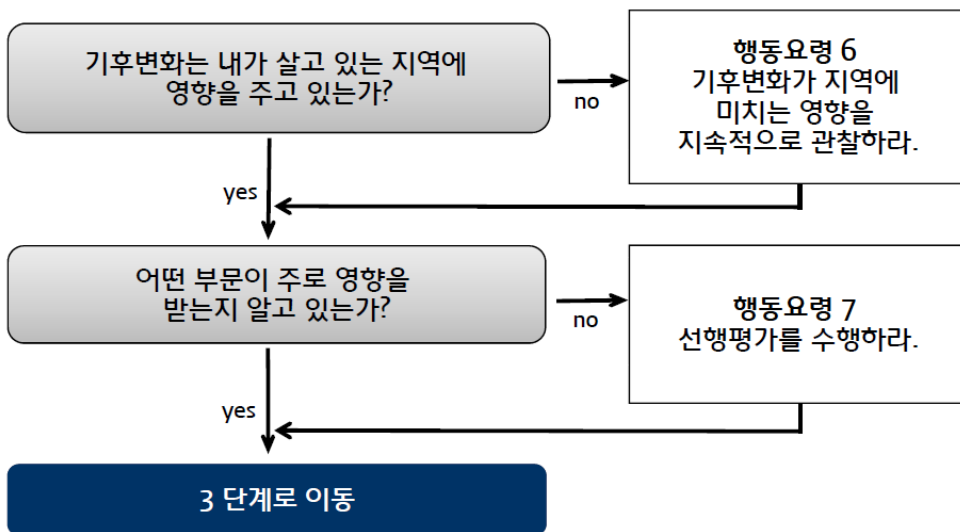 기후변화는 내가 살고 있는 지역에
영향을 주고 있는가?
no
행동요령 6
기후변화가 지역에
미치는 영향을
지속적으로 관찰하라.
yes
어떤 부문이 주로 영향을
받는지 알고 있는가?
no
행동요령 7
선행평가를 수행하라.
yes
3 단계로 이동